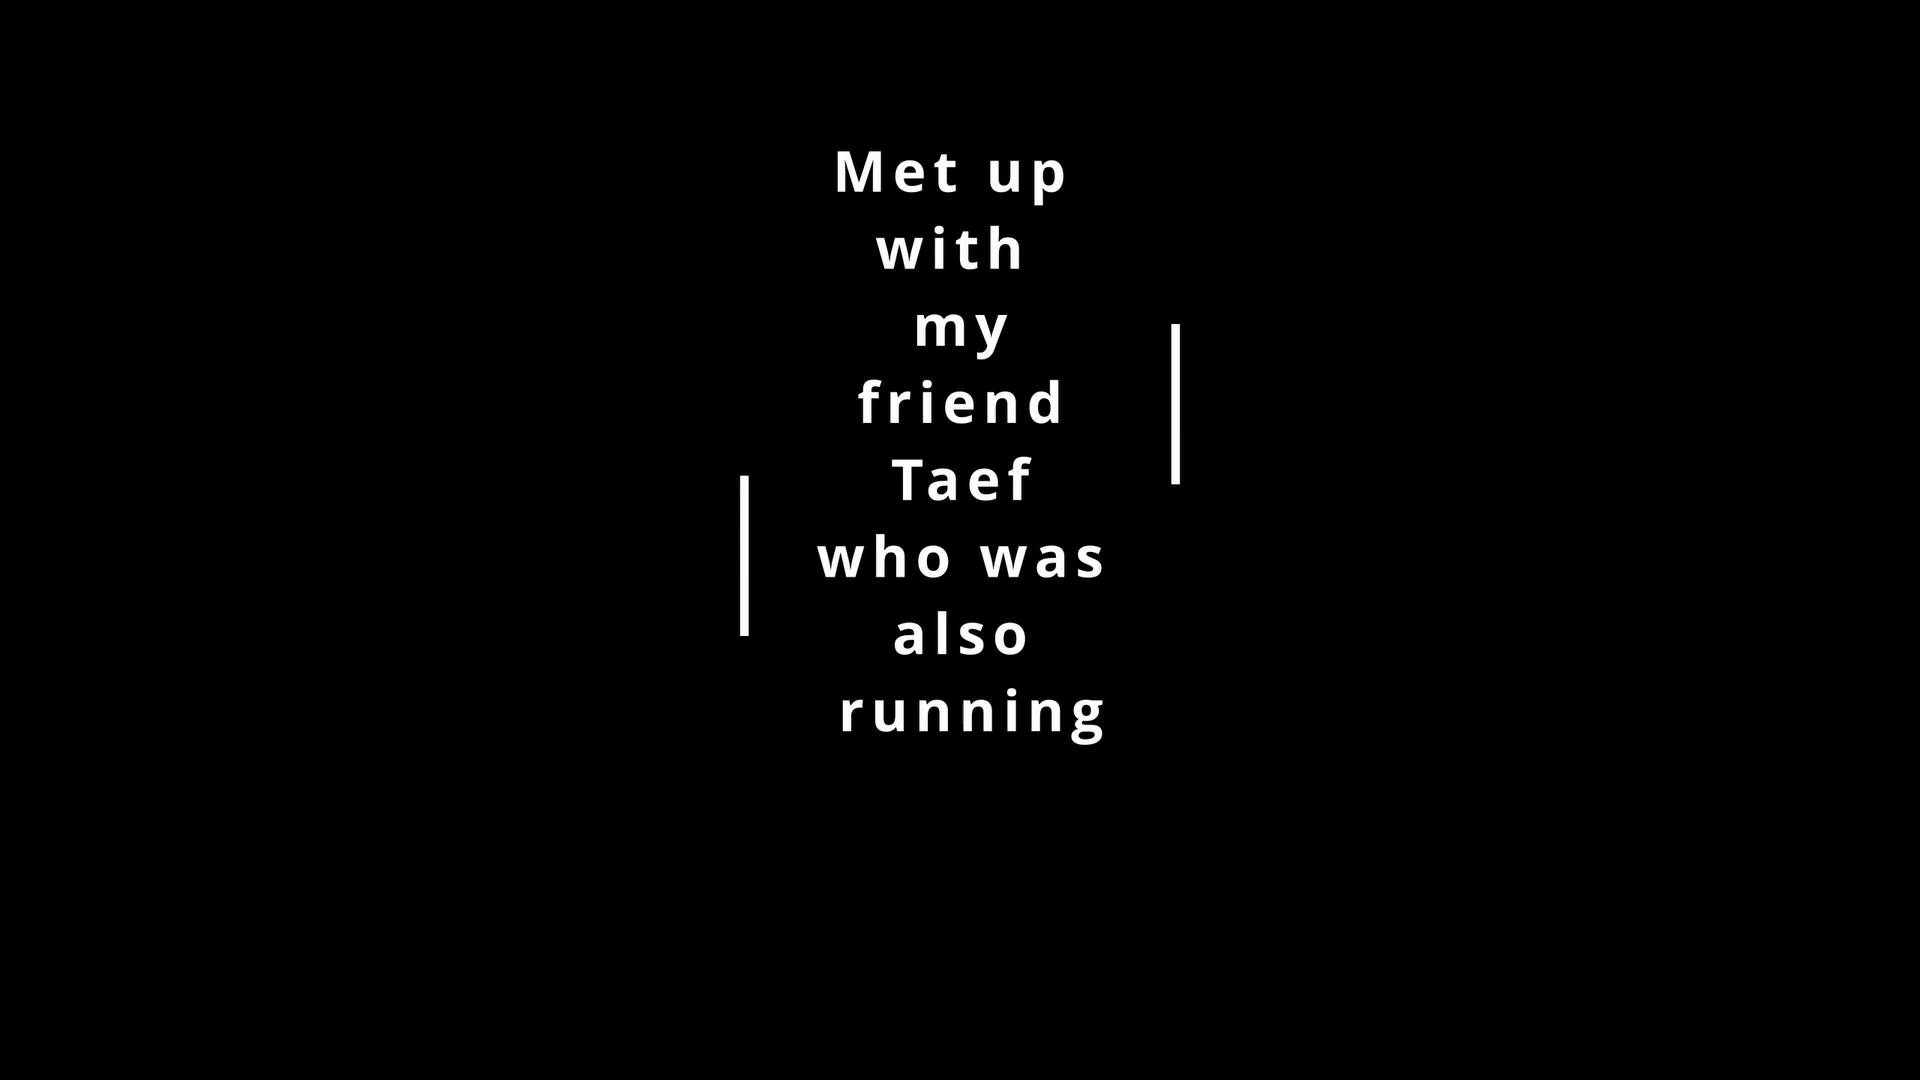 Met up
with
my
friend
Taef
who was
also
running